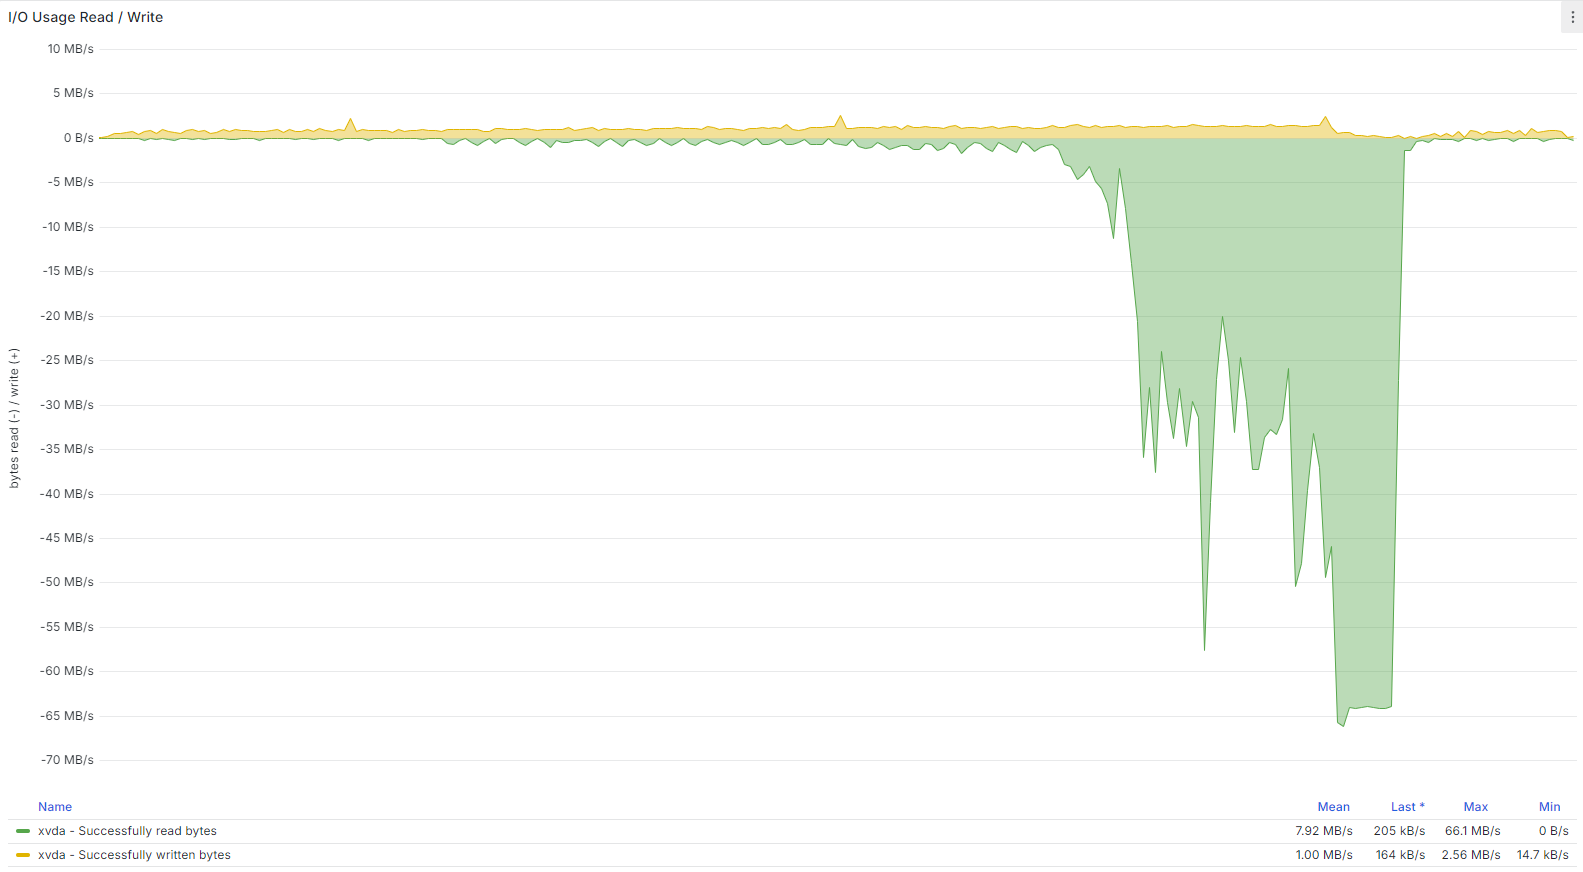 I/O Usage Read / Write
10 MB/s
5 MB/s
0 B/s
-5 MB/s
-10 MB/s
-15 MB/s
-20 MB/s
-25 MB/s
-30 MB/s
-35 MB/s
-40 MB/s
-45 MB/s
-50 MB/s
-55 MB/s
-60 MB/s
-65 MB/s
-70 MB/s
bytes read (-) / write (+)
Name Mean Last * Max Min
xvda - Successfully read bytes 7.92 MB/s 205 kB/s 66.1 MB/s 0 B/s
xvda - Successfully written bytes 1.00 MB/s 164 kB/s 2.56 MB/s 14.7 kB/s